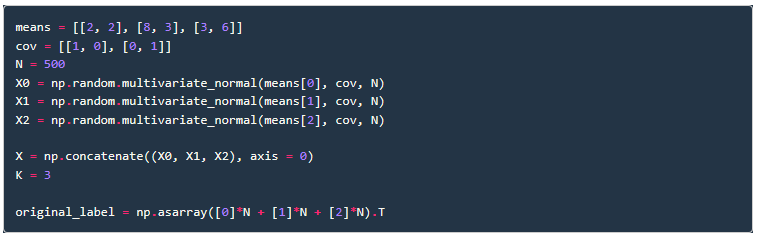 means = [[2, 2], [8, 3], [3, 6]]
cov = [[1, 0], [0, 1]]
N = 500
X0 = np.random.multivariate_normal(means[0], cov, N)
X1 = np.random.multivariate_normal(means[1], cov, N)
X2 = np.random.multivariate_normal(means[2], cov, N)
X = np.concatenate((X0, X1, X2), axis = 0)
K = 3
original_label = np.asarray([0]*N + [1]*N + [2]*N).T